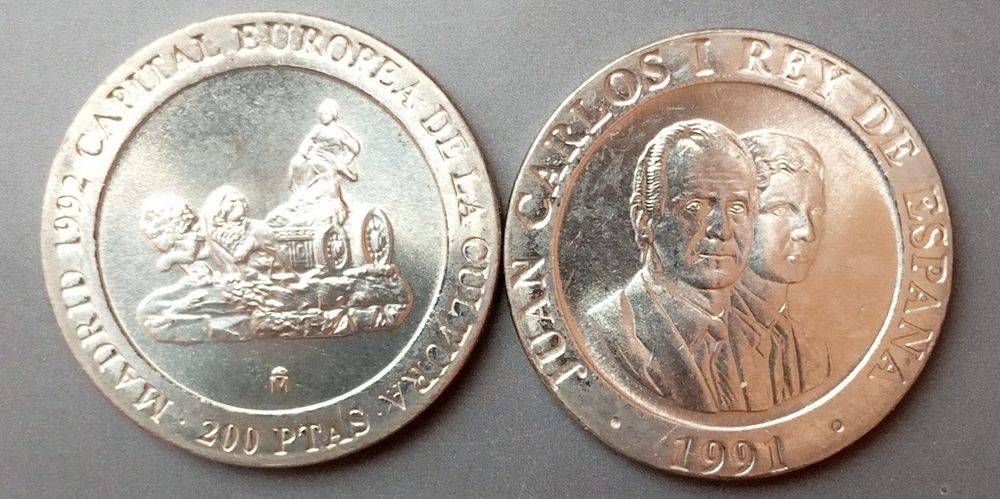 MADRID 1992 CAPITAL EUROPEA DE LA CULTURA
· 200 PTAS ·
M
JUAN CARLOS I REY DE ESPAÑA
· 1991 ·